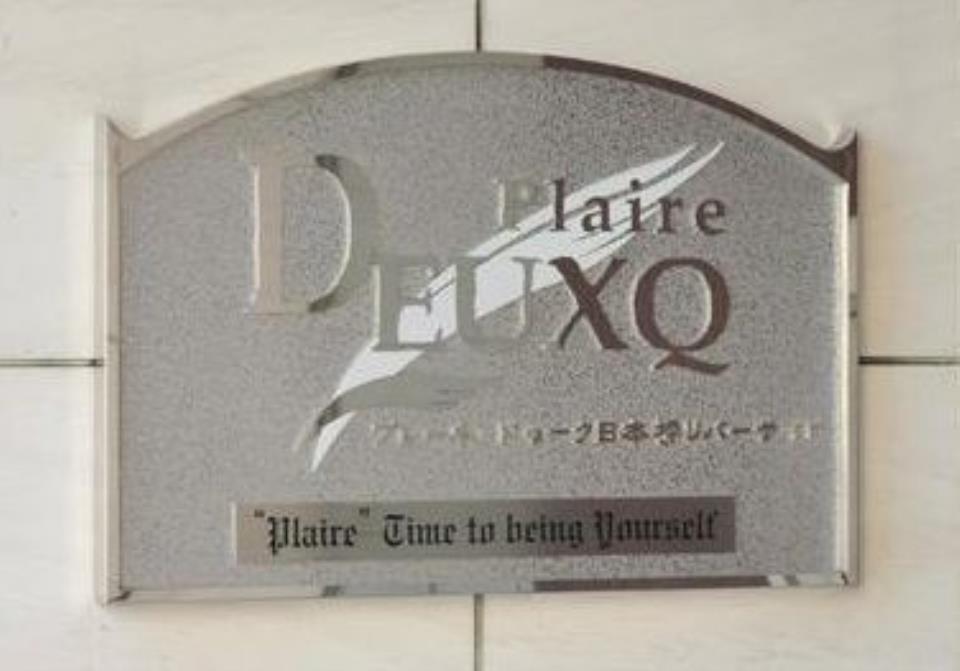 Plaire
DEUXQ
プレール・ドゥーク日本橋リバーサイド
"Plaire" Time to being Yourself